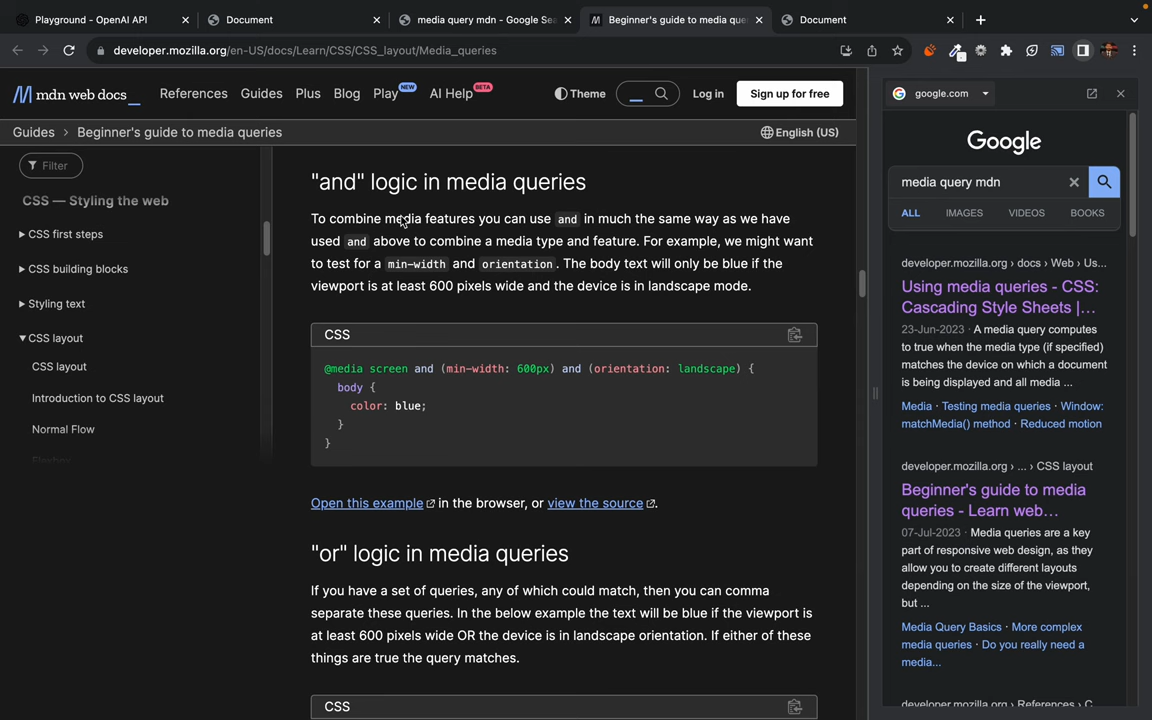 Playground - OpenAI API
Document
media query mdn - Google Sea
Beginner's guide to media que
Document
developer.mozilla.org/en-US/docs/Learn/CSS/CSS_layout/Media_queries
mdn web docs_
References
Guides
Plus
Blog
Play NEW
AI Help BETA
Theme
Log in
Sign up for free
Guides
Beginner's guide to media queries
English (US)
Filter
CSS — Styling the web
CSS first steps
CSS building blocks
Styling text
CSS layout
CSS layout
Introduction to CSS layout
Normal Flow
Flexbox
"and" logic in media queries
To combine media features you can use and in much the same way as we have
used and above to combine a media type and feature. For example, we might want
to test for a min-width and orientation. The body text will only be blue if the
viewport is at least 600 pixels wide and the device is in landscape mode.
CSS
@media screen and (min-width: 600px) and (orientation: landscape) {
body {
color: blue;
}
}
Open this example in the browser, or view the source.
"or" logic in media queries
If you have a set of queries, any of which could match, then you can comma
separate these queries. In the below example the text will be blue if the viewport is
at least 600 pixels wide OR the device is in landscape orientation. If either of these
things are true the query matches.
CSS
google.com
Google
media query mdn
ALL
IMAGES
VIDEOS
BOOKS
developer.mozilla.org › docs › Web › Us...
Using media queries - CSS:
Cascading Style Sheets |...
23-Jun-2023 · A media query computes
to true when the media type (if specified)
matches the device on which a document
is being displayed and all media ...
Media · Testing media queries · Window:
matchMedia() method · Reduced motion
developer.mozilla.org › ... › CSS layout
Beginner's guide to media
queries - Learn web...
07-Jul-2023 · Media queries are a key
part of responsive web design, as they
allow you to create different layouts
depending on the size of the viewport,
but ...
Media Query Basics · More complex
media queries · Do you really need a
media...
developer.mozilla.org › References › C